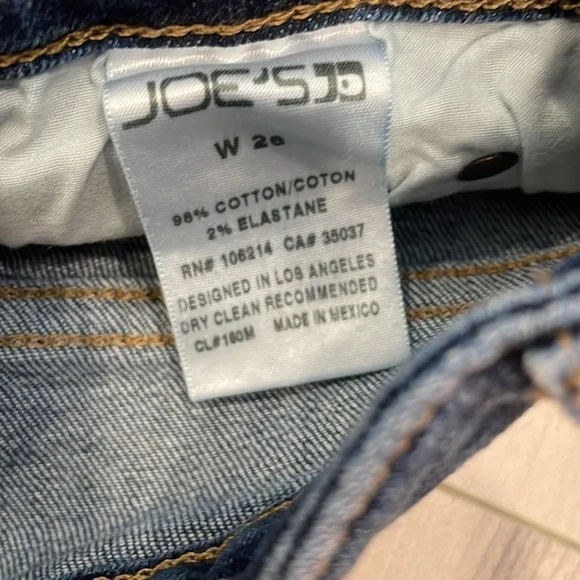 JOE'S
W 26
98% COTTON/COTON
2% ELASTANE
RN# 106214 CA# 35037
DESIGNED IN LOS ANGELES
DRY CLEAN RECOMMENDED
CL#160M MADE IN MEXICO